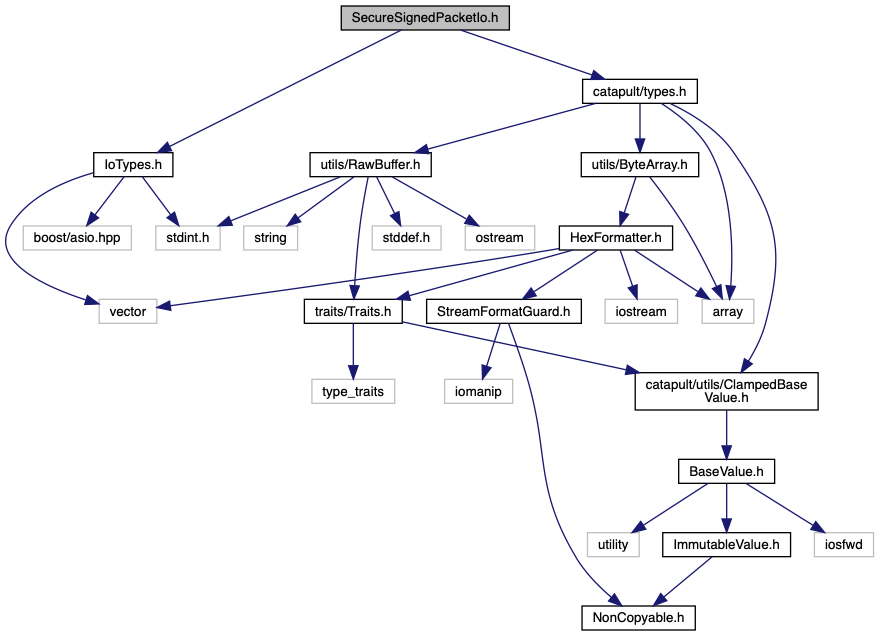 SecureSignedPacketIo.h
catapult/types.h
IoTypes.h
utils/RawBuffer.h
utils/ByteArray.h
boost/asio.hpp
stdint.h
string
stddef.h
ostream
HexFormatter.h
vector
traits/Traits.h
StreamFormatGuard.h
iostream
array
type_traits
iomanip
catapult/utils/ClampedBase
Value.h
BaseValue.h
utility
ImmutableValue.h
iosfwd
NonCopyable.h